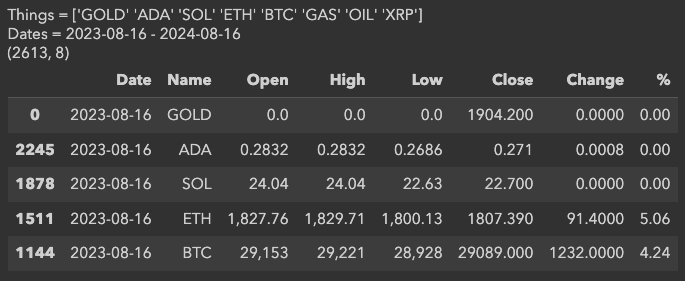 Things = ['GOLD' 'ADA' 'SOL' 'ETH' 'BTC' 'GAS' 'OIL' 'XRP']
Dates = 2023-08-16 - 2024-08-16
(2613, 8)
Date Name Open High Low Close Change %
0 2023-08-16 GOLD 0.0 0.0 0.0 1904.200 0.0000 0.00
2245 2023-08-16 ADA 0.2832 0.2832 0.2686 0.271 0.0008 0.00
1878 2023-08-16 SOL 24.04 24.04 22.63 22.700 0.0000 0.00
1511 2023-08-16 ETH 1,827.76 1,829.71 1,800.13 1807.390 91.4000 5.06
1144 2023-08-16 BTC 29,153 29,221 28,928 29089.000 1232.0000 4.24